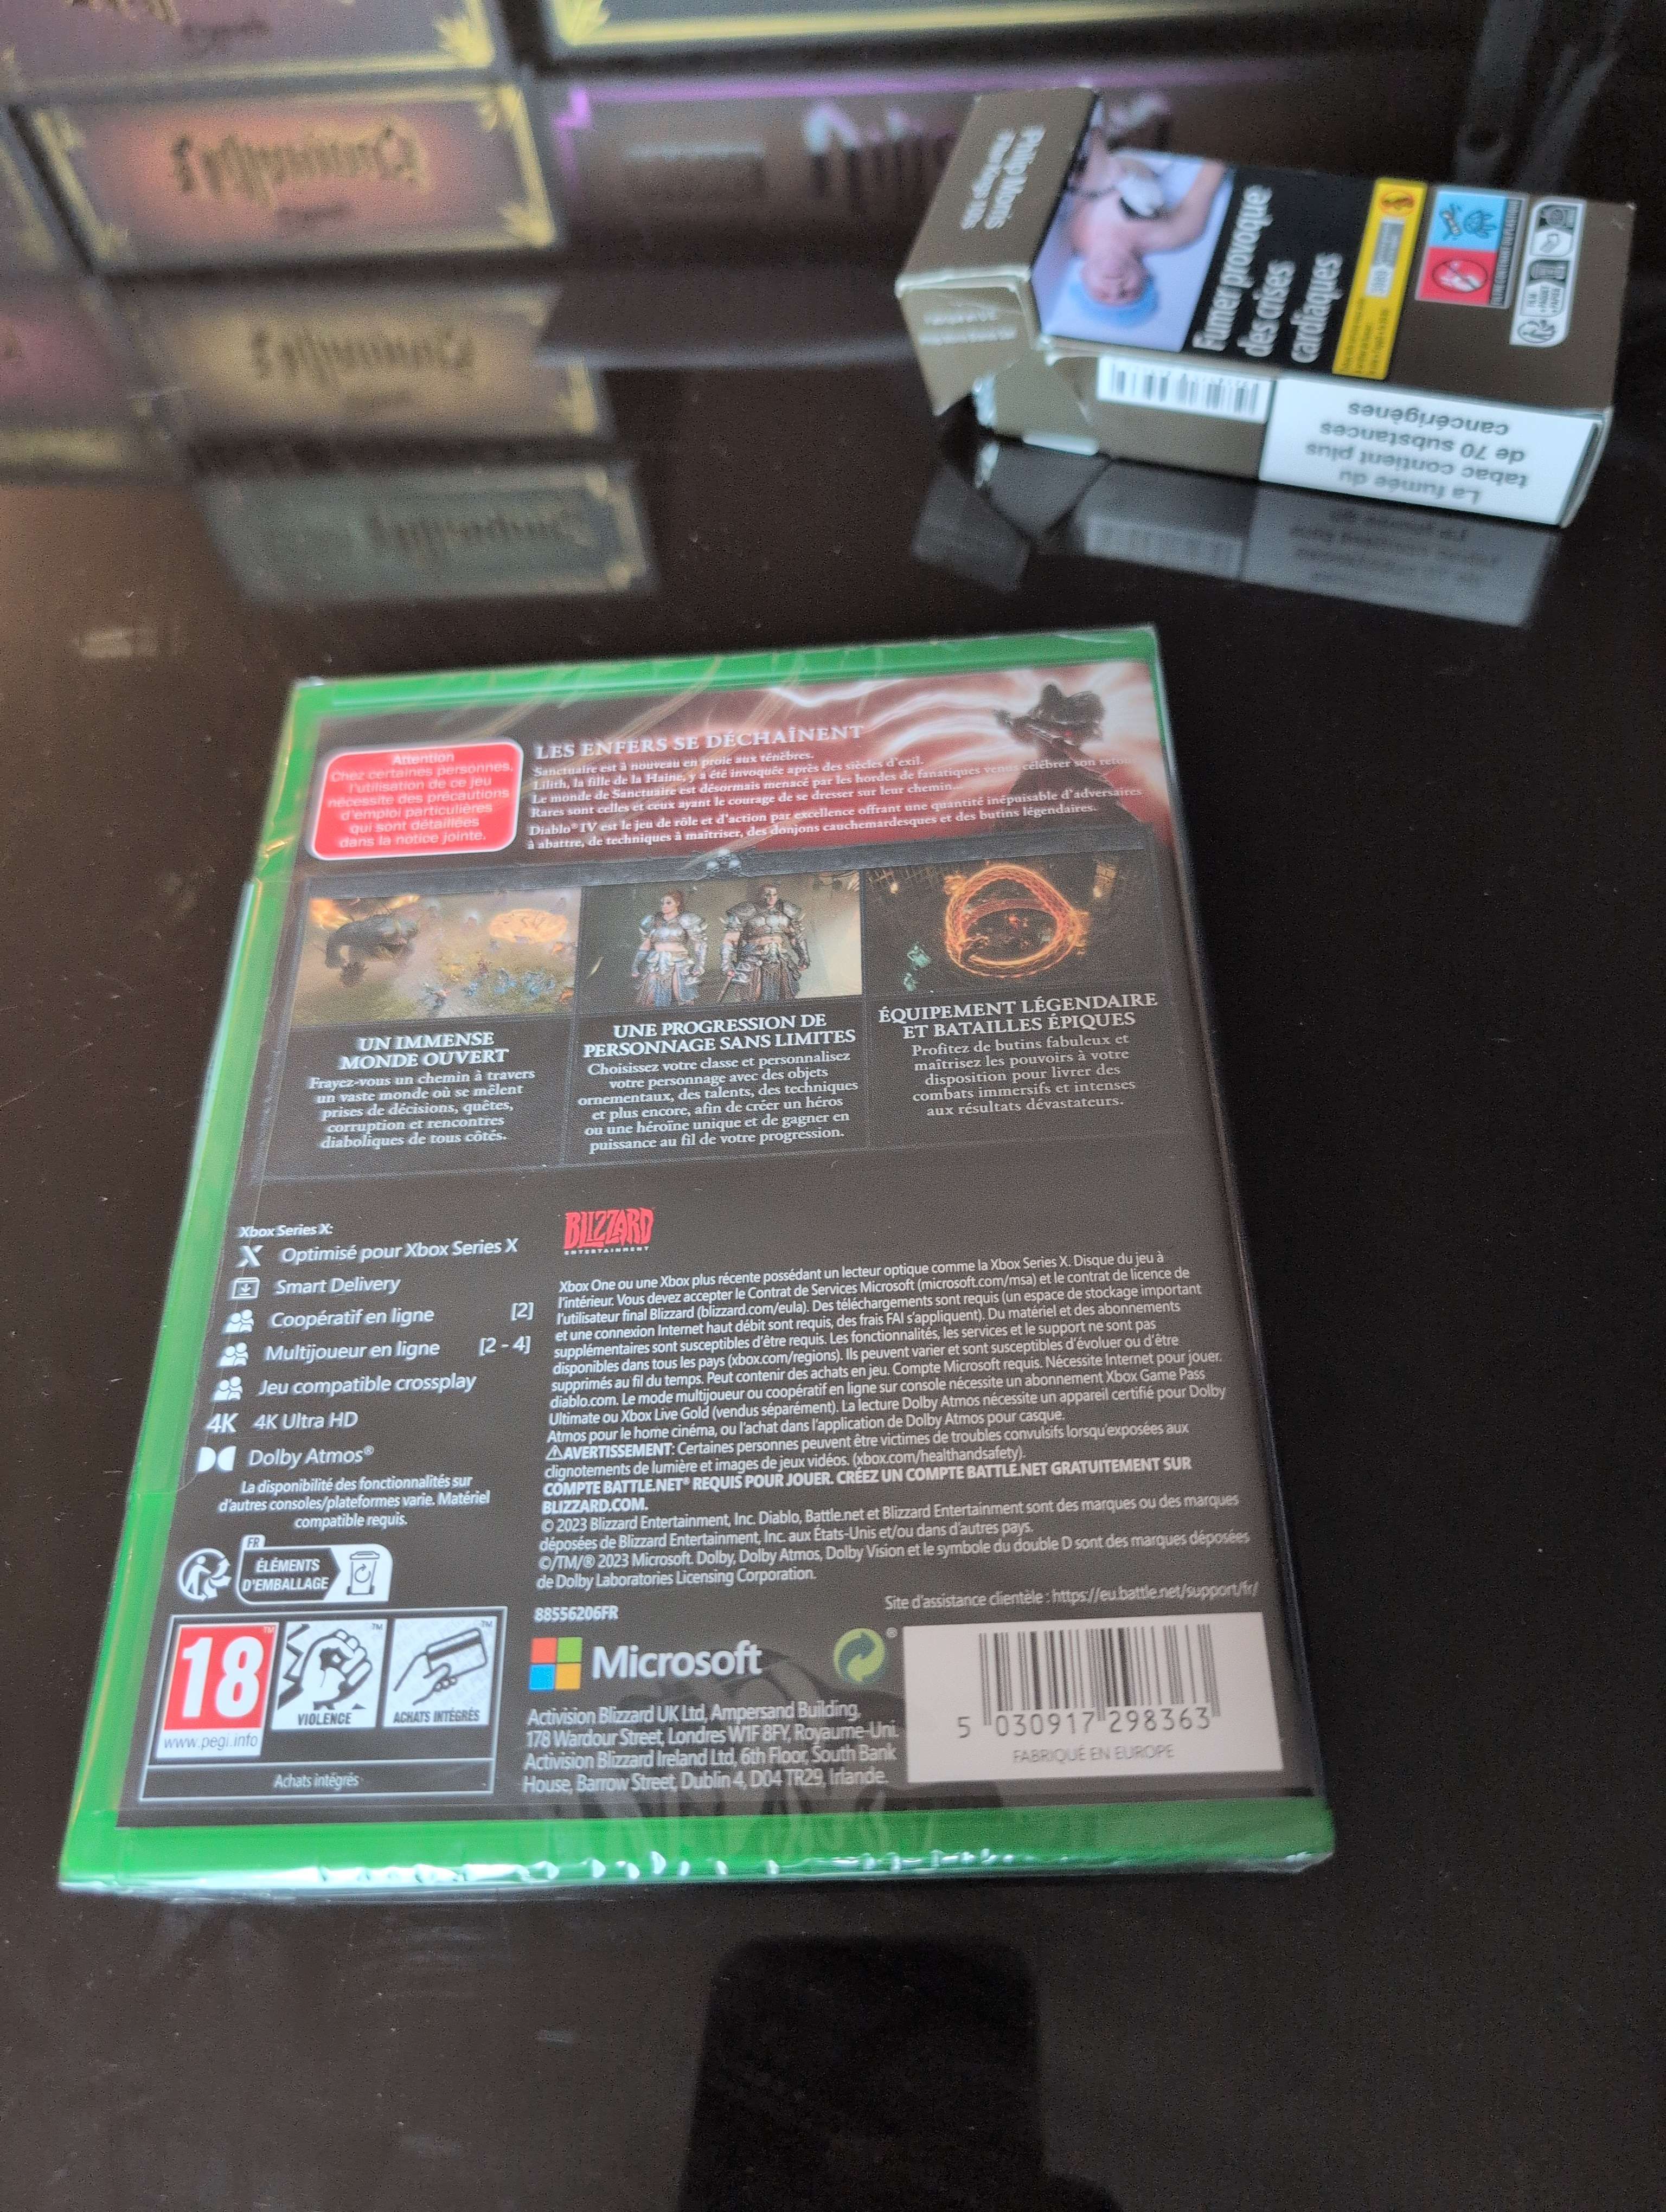 Philip Morris
Fumer provoque
des crises
cardiaques
La fumée du
tabac contient plus
de 70 substances
cancérigènes
Attention
Chez certaines personnes,
l'utilisation de ce jeu
nécessite des précautions
d'emploi particulières
qui sont détaillées
dans la notice jointe.
LES ENFERS SE DÉCHAÎNENT
Sanctuaire est à nouveau en proie aux ténèbres.
Lilith, la fille de la Haine, y a été invoquée après des siècles d'exil.
Le monde de Sanctuaire est désormais menacé par les hordes de fanatiques venus célébrer son retour
Rares sont celles et ceux ayant le courage de se dresser sur leur chemin...
Diablo® IV est le jeu de rôle et d'action par excellence offrant une quantité inépuisable d'adversaires
à abattre, de techniques à maîtriser, des donjons cauchemardesques et des butins légendaires.
UN IMMENSE
MONDE OUVERT
Frayez-vous un chemin à travers
un vaste monde où se mêlent
prises de décisions, quêtes,
corruption et rencontres
diaboliques de tous côtés.
UNE PROGRESSION DE
PERSONNAGE SANS LIMITES
Choisissez votre classe et personnalisez
votre personnage avec des objets
ornementaux, des talents, des techniques
et plus encore, afin de créer un héros
ou une héroïne unique et de gagner en
puissance au fil de votre progression.
ÉQUIPEMENT LÉGENDAIRE
ET BATAILLES ÉPIQUES
Profitez de butins fabuleux et
maîtrisez les pouvoirs à votre
disposition pour livrer des
combats immersifs et intenses
aux résultats dévastateurs.
Xbox Series X:
X Optimisé pour Xbox Series X
Smart Delivery
Coopératif en ligne [2]
Multijoueur en ligne [2 - 4]
Jeu compatible crossplay
4K 4K Ultra HD
Dolby Atmos®
La disponibilité des fonctionnalités sur
d'autres consoles/plateformes varie. Matériel
compatible requis.
FR
ÉLÉMENTS
D'EMBALLAGE
18™
www.pegi.info
™
VIOLENCE
™
ACHATS INTÉGRÉS
Achats intégrés
BLIZZARD
ENTERTAINMENT
Xbox One ou une Xbox plus récente possédant un lecteur optique comme la Xbox Series X. Disque du jeu à
l'intérieur. Vous devez accepter le Contrat de Services Microsoft (microsoft.com/msa) et le contrat de licence de
l'utilisateur final Blizzard (blizzard.com/eula). Des téléchargements sont requis (un espace de stockage important
et une connexion Internet haut débit sont requis, des frais FAI s'appliquent). Du matériel et des abonnements
supplémentaires sont susceptibles d'être requis. Les fonctionnalités, les services et le support ne sont pas
disponibles dans tous les pays (xbox.com/regions). Ils peuvent varier et sont susceptibles d'évoluer ou d'être
supprimés au fil du temps. Peut contenir des achats en jeu. Compte Microsoft requis. Nécessite Internet pour jouer.
diablo.com. Le mode multijoueur ou coopératif en ligne sur console nécessite un abonnement Xbox Game Pass
Ultimate ou Xbox Live Gold (vendus séparément). La lecture Dolby Atmos nécessite un appareil certifié pour Dolby
Atmos pour le home cinéma, ou l'achat dans l'application de Dolby Atmos pour casque.
⚠AVERTISSEMENT: Certaines personnes peuvent être victimes de troubles convulsifs lorsqu'exposées aux
clignotements de lumière et images de jeux vidéos. (xbox.com/healthandsafety).
COMPTE BATTLE.NET® REQUIS POUR JOUER. CRÉEZ UN COMPTE BATTLE.NET GRATUITEMENT SUR
BLIZZARD.COM.
© 2023 Blizzard Entertainment, Inc. Diablo, Battle.net et Blizzard Entertainment sont des marques ou des marques
déposées de Blizzard Entertainment, Inc. aux États-Unis et/ou dans d'autres pays.
©/TM/® 2023 Microsoft. Dolby, Dolby Atmos, Dolby Vision et le symbole du double D sont des marques déposées
de Dolby Laboratories Licensing Corporation.
Site d'assistance clientèle : https://eu.battle.net/support/fr/
88556206FR
Microsoft
®
Activision Blizzard UK Ltd, Ampersand Building,
178 Wardour Street, Londres W1F 8FY, Royaume-Uni.
Activision Blizzard Ireland Ltd, 6th Floor, South Bank
House, Barrow Street, Dublin 4, D04 TR29, Irlande.
5 030917 298363
FABRIQUÉ EN EUROPE